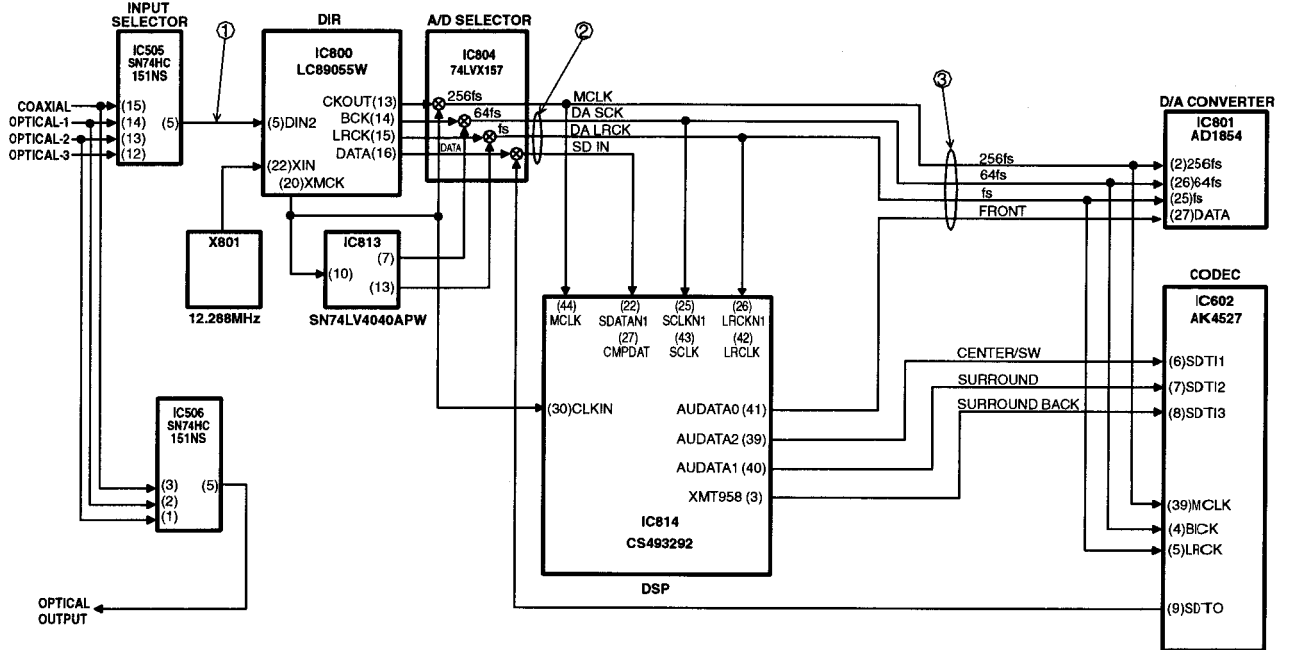 INPUT
SELECTOR
IC505
SN74HC
151NS
COAXIAL
OPTICAL-1
OPTICAL-2
OPTICAL-3
(15)
(14)
(13)
(12)
(5)
1
DIR
IC800
LC89055W
CKOUT(13)
BCK(14)
LRCK(15)
DATA(16)
(5)DIN2
(22)XIN
(20)XMCK
A/D SELECTOR
IC804
74LVX157
256fs
64fs
fs
DATA
2
MCLK
DA SCK
DA LRCK
SD IN
3
256fs
64fs
fs
FRONT
D/A CONVERTER
IC801
AD1854
(2)256fs
(26)64fs
(25)fs
(27)DATA
X801
12.288MHz
IC813
(7)
(10)
(13)
SN74LV4040APW
(44)
MCLK
(22)
SDATAN1
(27)
CMPDAT
(25)
SCLKN1
(43)
SCLK
(26)
LRCKN1
(42)
LRCLK
(30)CLKIN
AUDATA0 (41)
AUDATA2 (39)
AUDATA1 (40)
XMT958 (3)
IC814
CS493292
DSP
CENTER/SW
SURROUND
SURROUND BACK
CODEC
IC602
AK4527
(6)SDTI1
(7)SDTI2
(8)SDTI3
(39)MCLK
(4)BICK
(5)LRCK
(9)SDTO
IC506
SN74HC
151NS
(3)
(2)
(1)
(5)
OPTICAL
OUTPUT